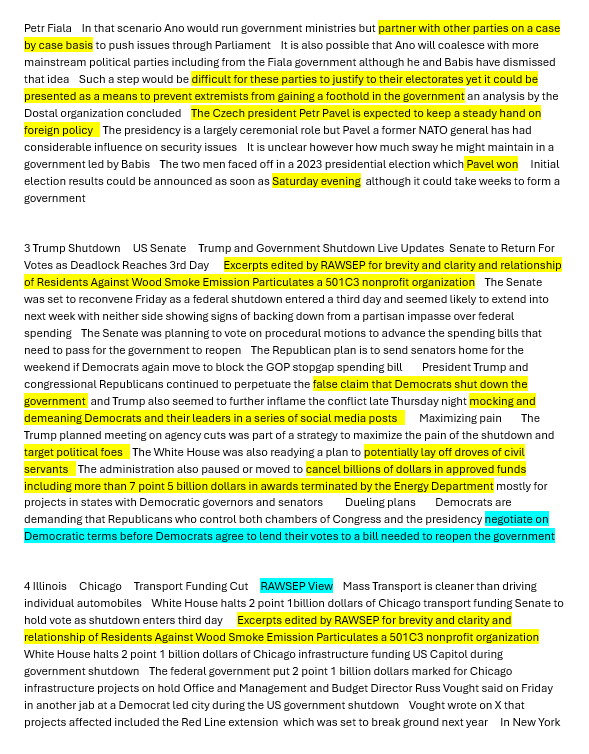 Petr Fiala    In that scenario Ano would run government ministries but partner with other parties on a case
by case basis to push issues through Parliament    It is also possible that Ano will coalesce with more
mainstream political parties including from the Fiala government although he and Babis have dismissed
that idea    Such a step would be difficult for these parties to justify to their electorates yet it could be
presented as a means to prevent extremists from gaining a foothold in the government an analysis by the
Dostal organization concluded    The Czech president Petr Pavel is expected to keep a steady hand on
foreign policy    The presidency is a largely ceremonial role but Pavel a former NATO general has had
considerable influence on security issues    It is unclear however how much sway he might maintain in a
government led by Babis    The two men faced off in a 2023 presidential election which Pavel won    Initial
election results could be announced as soon as Saturday evening  although it could take weeks to form a
government
3 Trump Shutdown    US Senate    Trump and Government Shutdown Live Updates  Senate to Return For
Votes as Deadlock Reaches 3rd Day    Excerpts edited by RAWSEP for brevity and clarity and relationship
of Residents Against Wood Smoke Emission Particulates a 501C3 nonprofit organization    The Senate
was set to reconvene Friday as a federal shutdown entered a third day and seemed likely to extend into
next week with neither side showing signs of backing down from a partisan impasse over federal
spending    The Senate was planning to vote on procedural motions to advance the spending bills that
need to pass for the government to reopen    The Republican plan is to send senators home for the
weekend if Democrats again move to block the GOP stopgap spending bill    President Trump and
congressional Republicans continued to perpetuate the false claim that Democrats shut down the
government  and Trump also seemed to further inflame the conflict late Thursday night mocking and
demeaning Democrats and their leaders in a series of social media posts    Maximizing pain    The
Trump planned meeting on agency cuts was part of a strategy to maximize the pain of the shutdown and
target political foes    The White House was also readying a plan to potentially lay off droves of civil
servants    The administration also paused or moved to cancel billions of dollars in approved funds
including more than 7 point 5 billion dollars in awards terminated by the Energy Department mostly for
projects in states with Democratic governors and senators    Dueling plans    Democrats are
demanding that Republicans who control both chambers of Congress and the presidency negotiate on
Democratic terms before Democrats agree to lend their votes to a bill needed to reopen the government
4 Illinois    Chicago    Transport Funding Cut    RAWSEP View    Mass Transport is cleaner than driving
individual automobiles    White House halts 2 point 1billion dollars of Chicago transport funding Senate to
hold vote as shutdown enters third day    Excerpts edited by RAWSEP for brevity and clarity and
relationship of Residents Against Wood Smoke Emission Particulates a 501C3 nonprofit organization
White House halts 2 point 1 billion dollars of Chicago infrastructure funding US Capitol during
government shutdown    The federal government put 2 point 1 billion dollars marked for Chicago
infrastructure projects on hold Office and Management and Budget Director Russ Vought said on Friday
in another job at a Democrat led city during the US government shutdown    Vought wrote on X that
projects affected included the Red Line extension  which was set to break ground next year    In New York